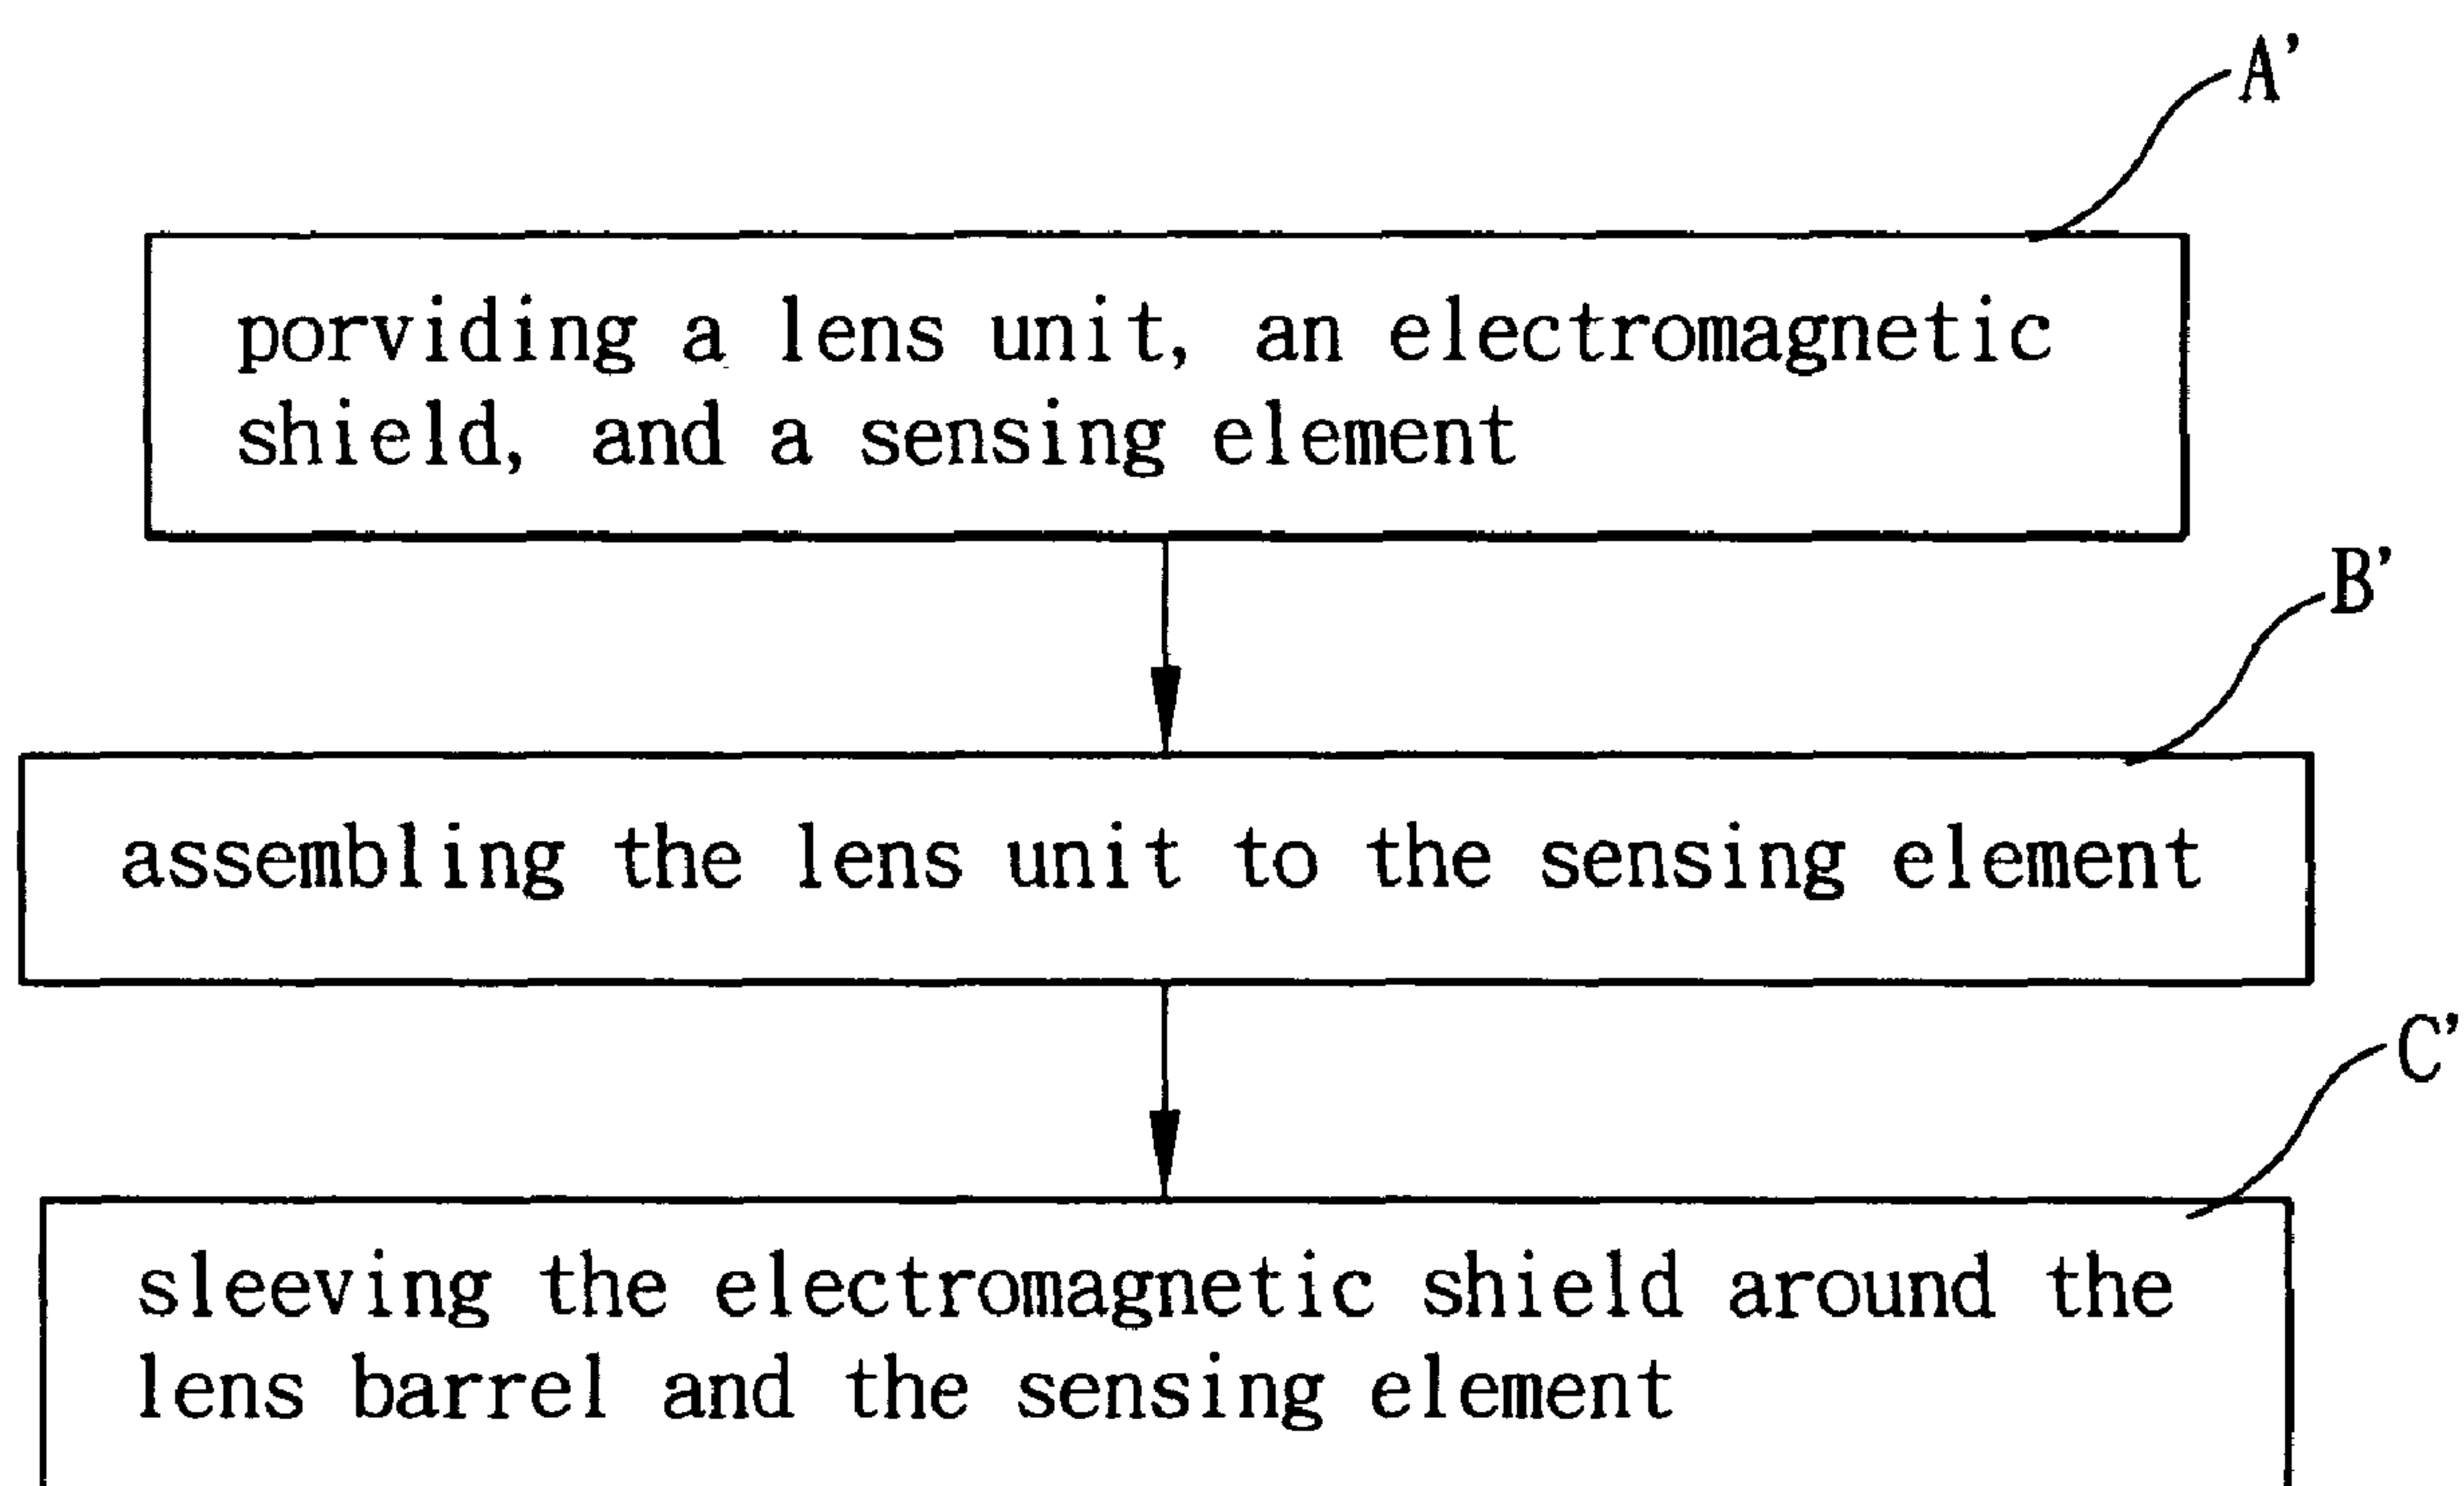 A'
porviding a lens unit, an electromagnetic
shield, and a sensing element
B'
assembling the lens unit to the sensing element
C'
sleeving the electromagnetic shield around the
lens barrel and the sensing element